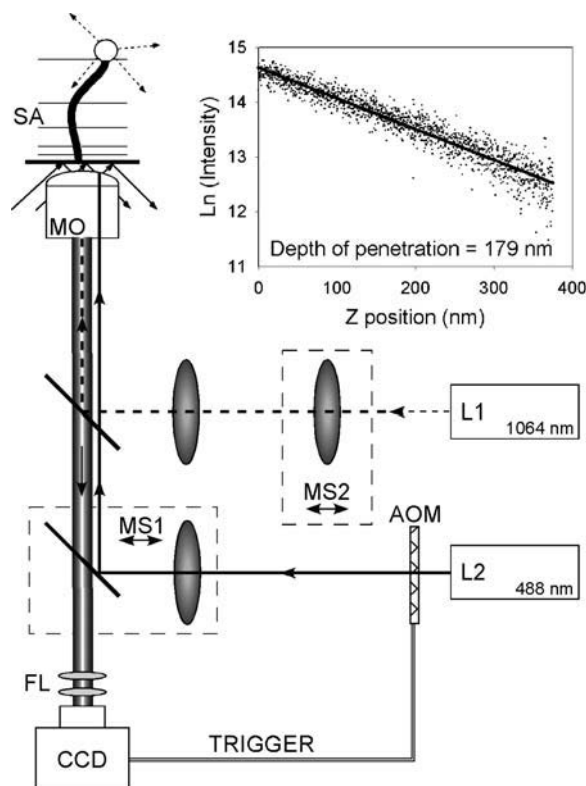 SA
MO
15
14
13
12
11
Ln (Intensity)
Depth of penetration = 179 nm
0
100
200
300
400
Z position (nm)
L1
1064 nm
MS2
MS1
AOM
L2
488 nm
FL
CCD
TRIGGER